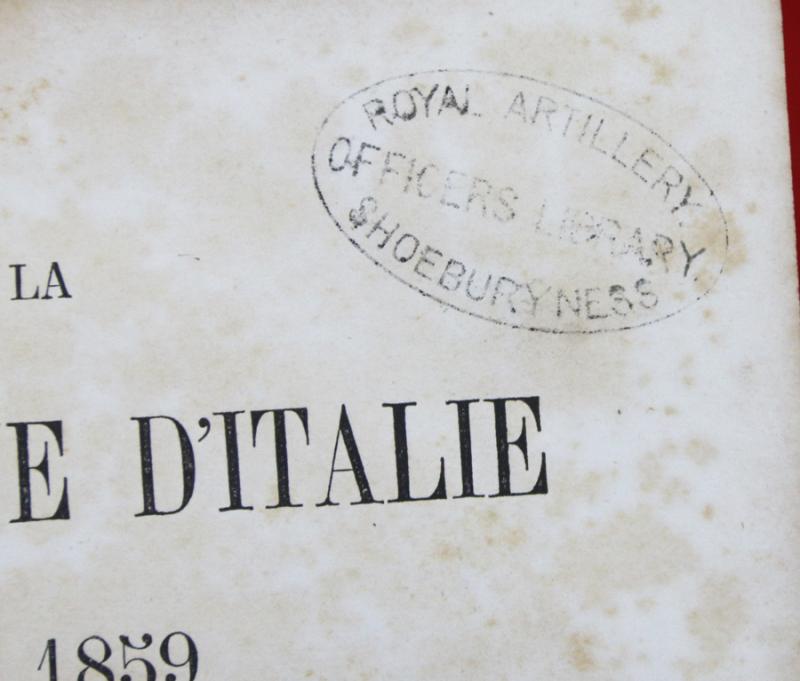 ROYAL ARTILLERY.
OFFICERS LIBRARY.
SHOEBURYNESS
LA
E D'ITALIE
1859